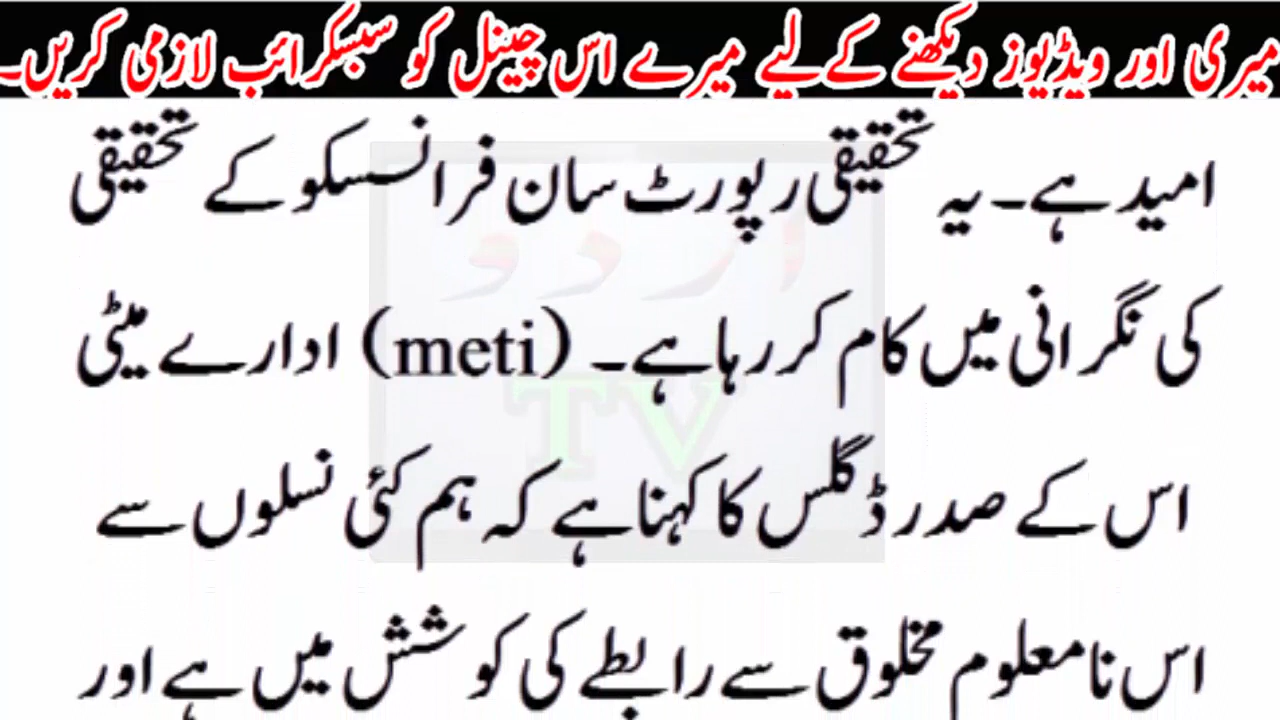 میری اور ویڈیوز دیکھنے کے لیے میرے اس چینل کو سبسکرائب لازمی کریں۔
امید ہے۔ یہ تحقیقی رپورٹ سان فرانسسکو کے تحقیقی
کی نگرانی میں کام کر رہا ہے۔ (meti) ادارے میٹی
اس کے صدر ڈگلس کا کہنا ہے کہ ہم کئی نسلوں سے
اس نامعلوم مخلوق سے رابطے کی کوشش میں ہے اور
اردو
TV